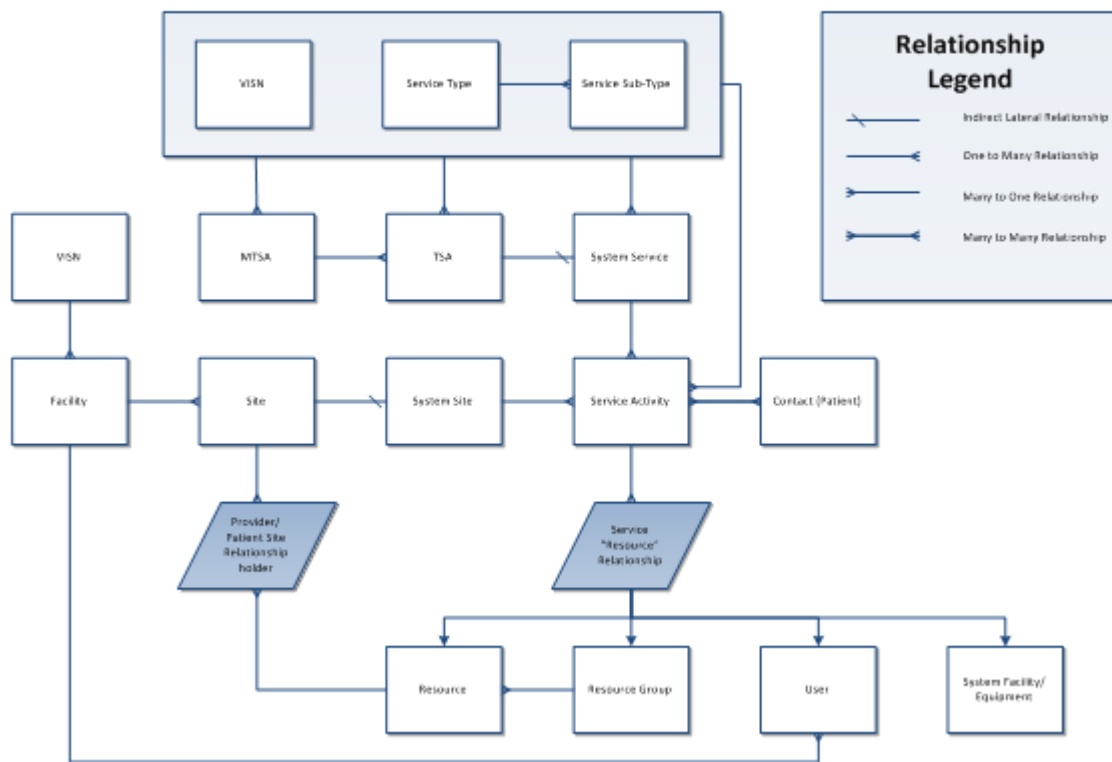 Relationship
Legend
VISN
Service Type
Service Sub-Type
Indirect Lateral Relationship
One to Many Relationship
Many to One Relationship
Many to Many Relationship
VISN
MTSA
TSA
System Service
Facility
Site
System Site
Service Activity
Contact (Patient)
Provider/
Patient Site
Relationship
holder
Service
"Resource"
Relationship
Resource
Resource Group
User
System Facility/
Equipment